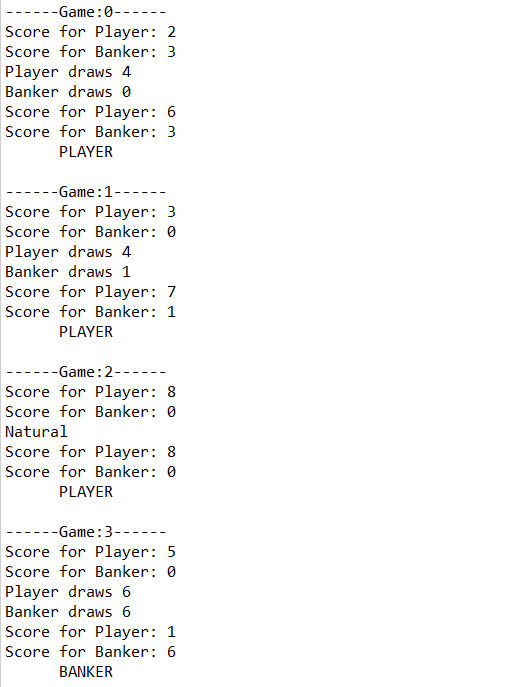 ------Game:0------
Score for Player: 2
Score for Banker: 3
Player draws 4
Banker draws 0
Score for Player: 6
Score for Banker: 3
      PLAYER

------Game:1------
Score for Player: 3
Score for Banker: 0
Player draws 4
Banker draws 1
Score for Player: 7
Score for Banker: 1
      PLAYER

------Game:2------
Score for Player: 8
Score for Banker: 0
Natural
Score for Player: 8
Score for Banker: 0
      PLAYER

------Game:3------
Score for Player: 5
Score for Banker: 0
Player draws 6
Banker draws 6
Score for Player: 1
Score for Banker: 6
      BANKER